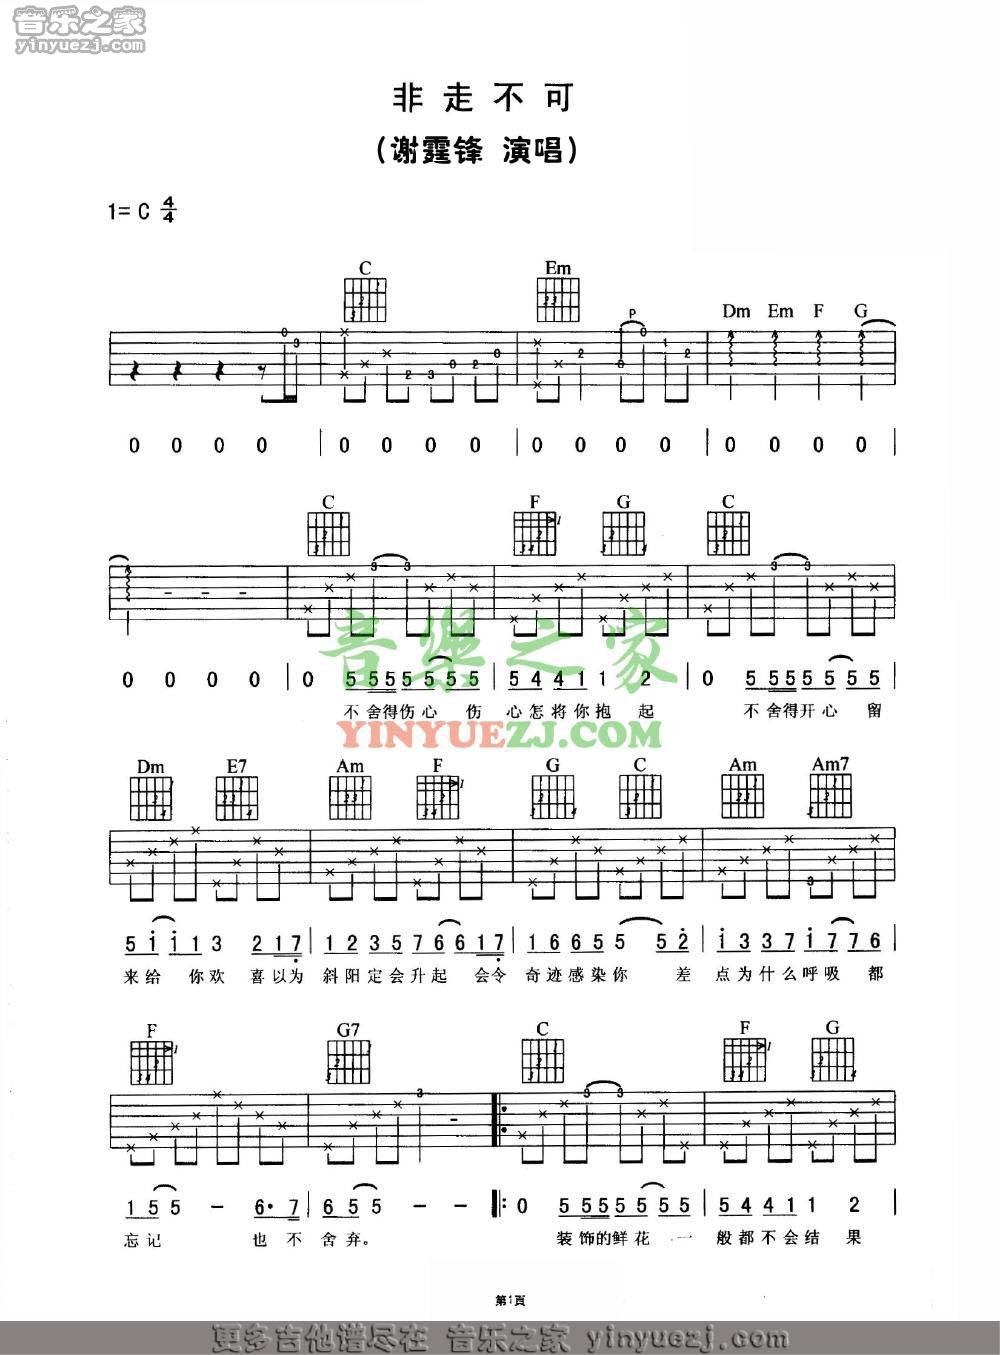 音乐之家
yinyuezj.com
非走不可
(谢霆锋 演唱)
1=C 4/4
C Em
Dm Em F G
P
0 0 0 0 | 0 0 0 0 | 0 0 0 0 | 0 0 0 0 |
C F G C
0 0 0 0 | 0 5 5 5 5 5 5 5 5 | 5 4 4 1 1 2 | 0 5 5 5 5 5 5 5 |
不舍得伤心 伤 心怎将你抱 起 不舍得开心 留
音樂之家
YINYUEZJ.COM
Dm E7 Am F G C Am Am7
5 i i 1 3 2 1 7 | 1 2 3 5 7 6 6 1 7 | 1 6 6 5 5 5 5 2 | i 3 3 7 i 7 7 6 |
来给 你欢 喜以为 斜阳定会升起 会令 奇迹感染你 差 点为什么呼吸 都
F G7 C F G
1 5 5 - 6· 7 | 6 5 5 - - ‖: 0 5 5 5 5 5 5 5 5 | 5 4 4 1 1 2 |
忘记 也 不 舍弃。 装饰的鲜花 一 般都不会结 果
第1頁
更多吉他谱尽在 音乐之家 yinyuezj.com